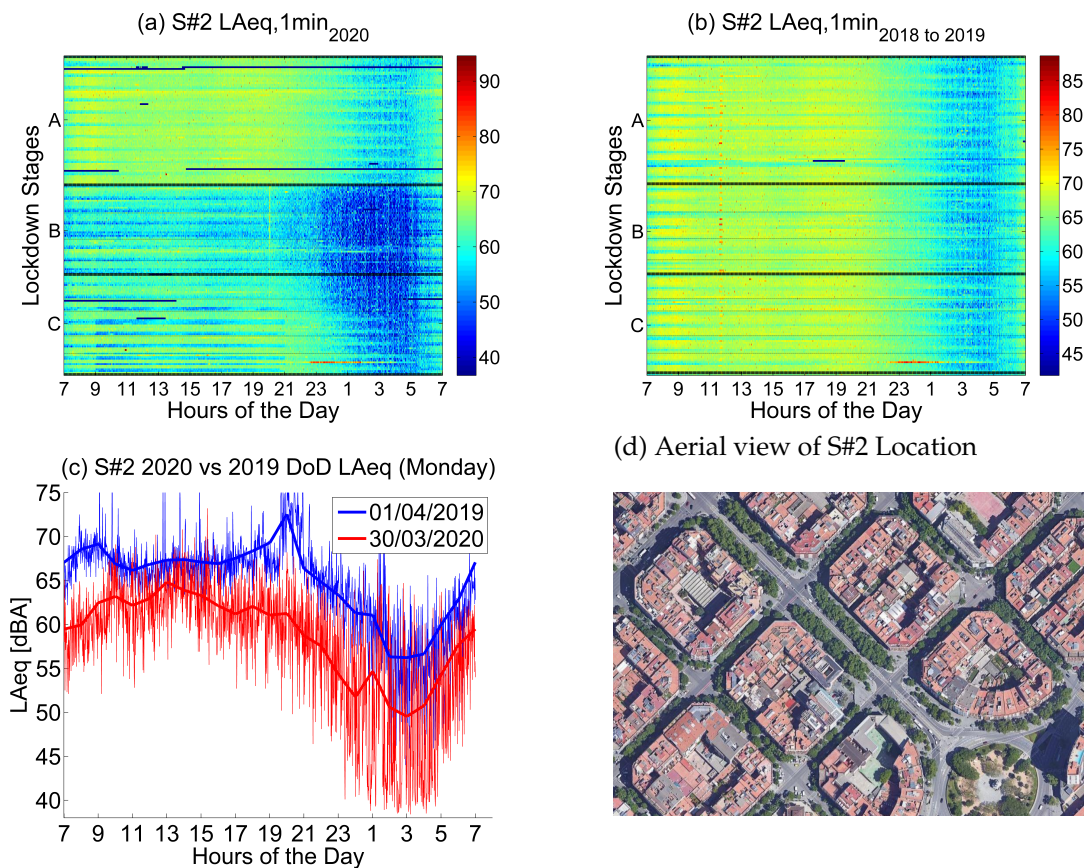 (a) S#2 LAeq,1min2020
90
80
70
60
50
40
Lockdown Stages
A
B
C
7 9 11 13 15 17 19 21 23 1 3 5 7
Hours of the Day
(b) S#2 LAeq,1min2018 to 2019
85
80
75
70
65
60
55
50
45
Lockdown Stages
A
B
C
7 9 11 13 15 17 19 21 23 1 3 5 7
Hours of the Day
(c) S#2 2020 vs 2019 DoD LAeq (Monday)
75
70
65
60
55
50
45
40
LAeq [dBA]
01/04/2019
30/03/2020
7 9 11 13 15 17 19 21 23 1 3 5 7
Hours of the Day
(d) Aerial view of S#2 Location